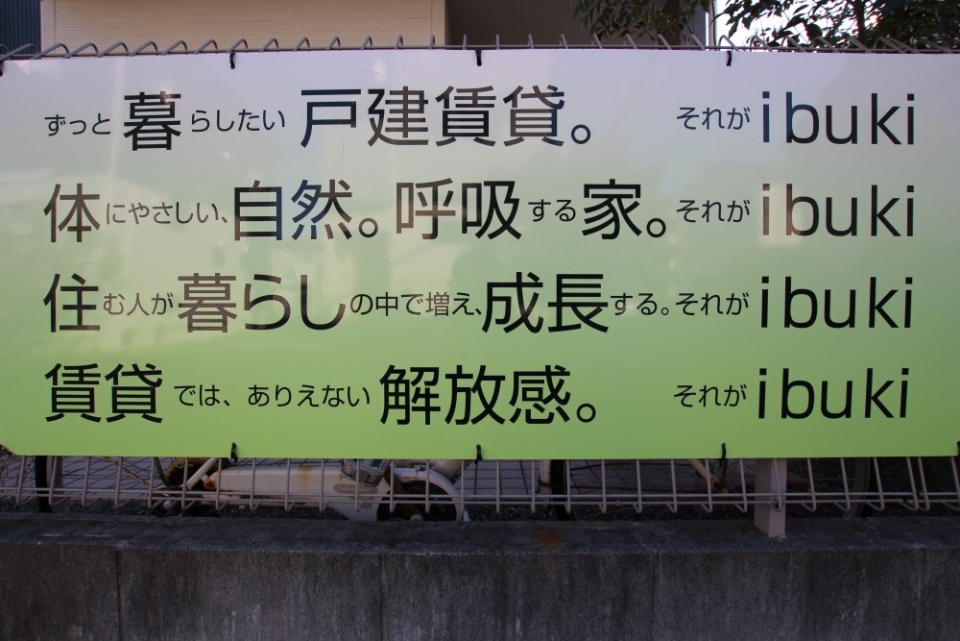 ずっと暮らしたい戸建賃貸。 それがibuki
体にやさしい、自然。呼吸する家。それがibuki
住む人が暮らしの中で増え、成長する。それがibuki
賃貸では、ありえない解放感。 それがibuki